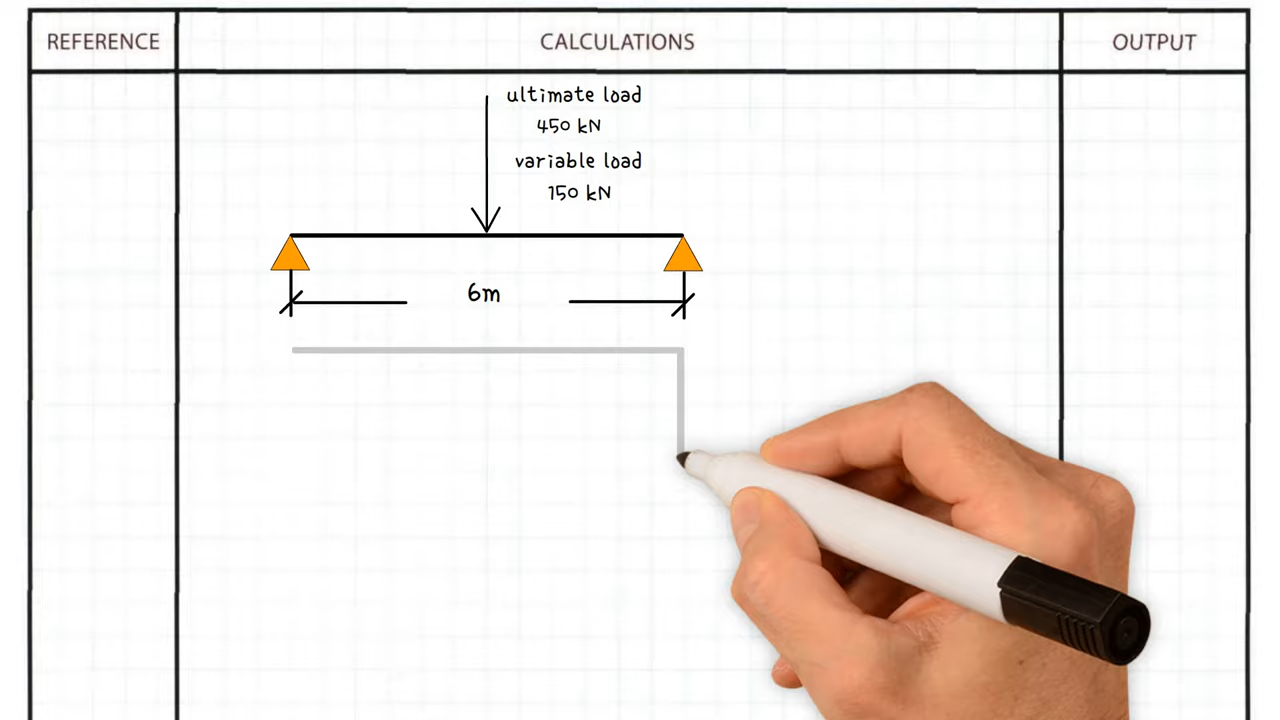 REFERENCE
CALCULATIONS
OUTPUT
ultimate load
450 kN
variable load
150 kN
6m